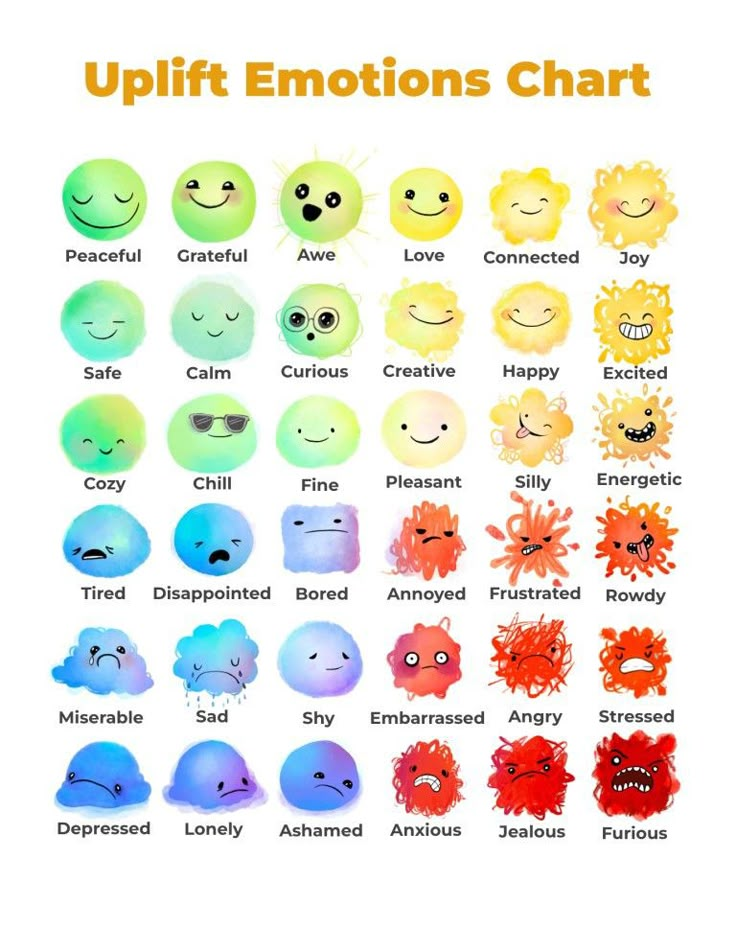 Uplift Emotions Chart
Peaceful Grateful Awe Love Connected Joy
Safe Calm Curious Creative Happy Excited
Cozy Chill Fine Pleasant Silly Energetic
Tired Disappointed Bored Annoyed Frustrated Rowdy
Miserable Sad Shy Embarrassed Angry Stressed
Depressed Lonely Ashamed Anxious Jealous Furious